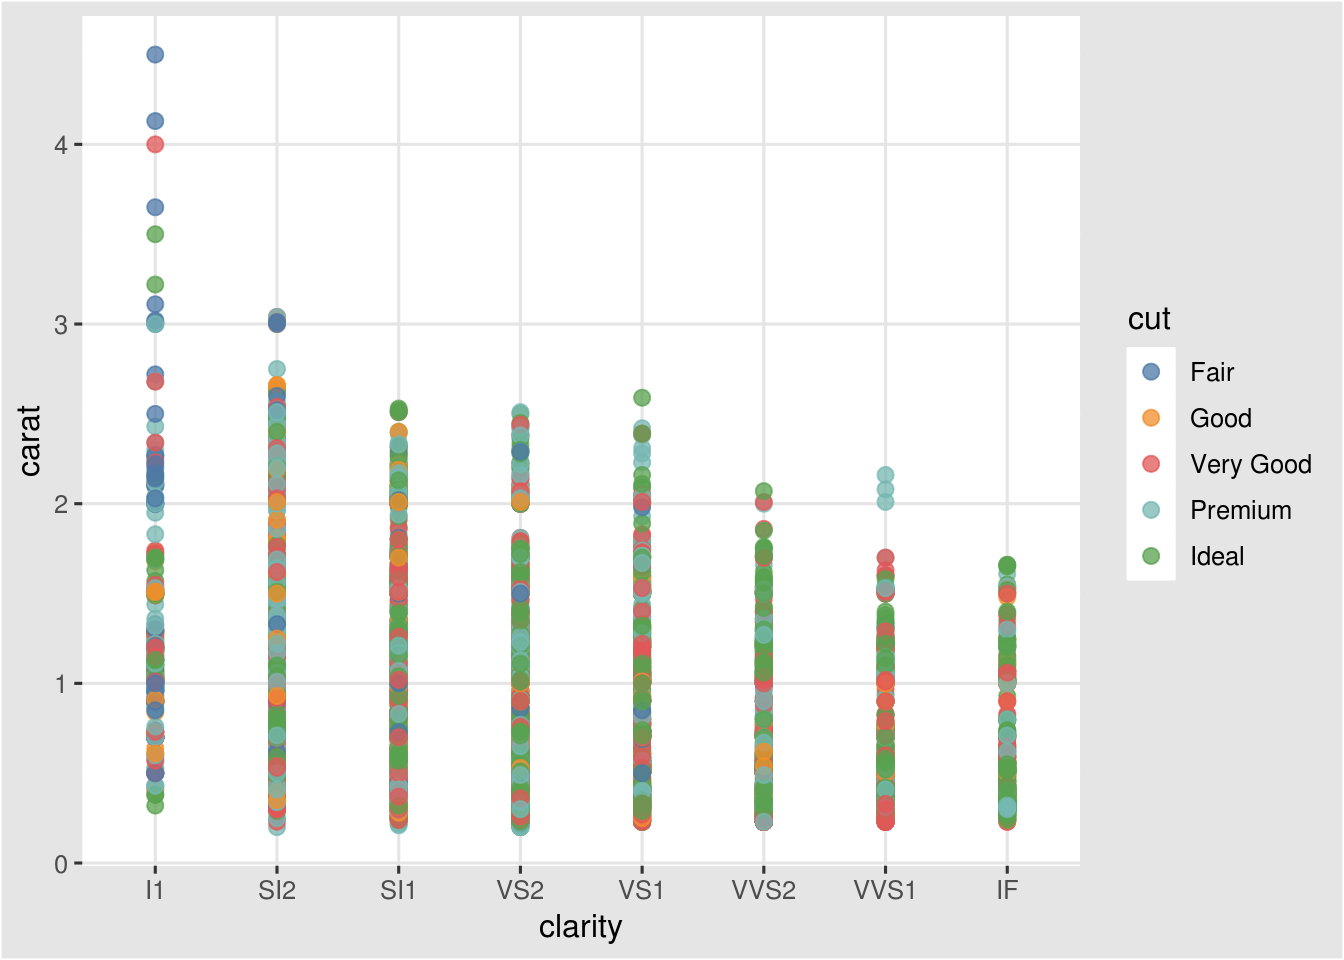 4
3
2
1
0
carat
I1 SI2 SI1 VS2 VS1 VVS2 VVS1 IF
clarity
cut
Fair
Good
Very Good
Premium
Ideal